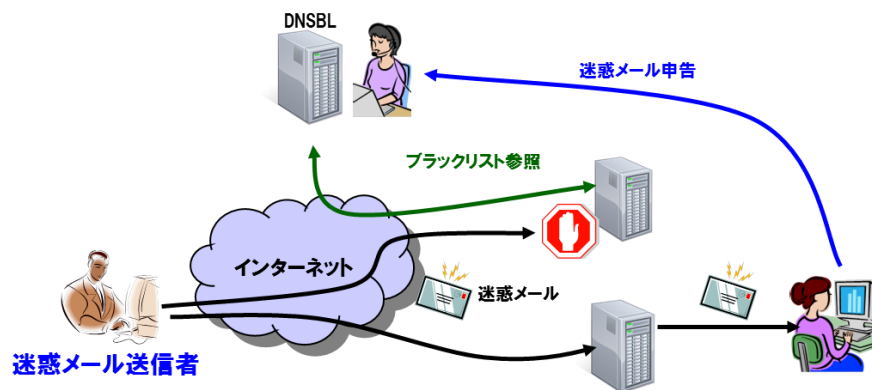 DNSBL
迷惑メール申告
ブラックリスト参照
インターネット
迷惑メール
迷惑メール送信者